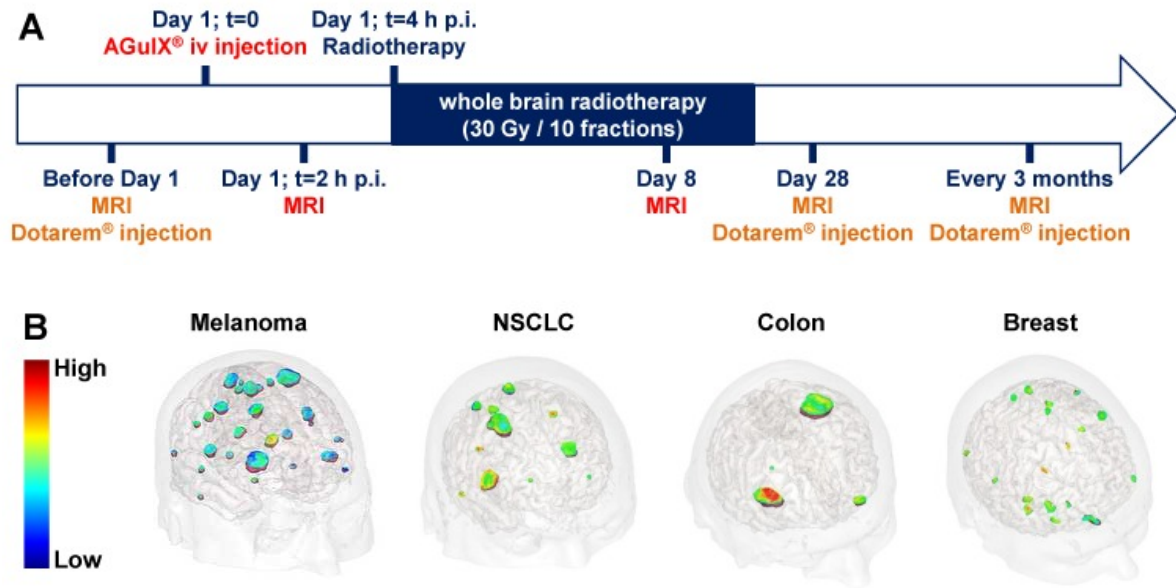 A
Day 1; t=0
AGuIX® iv injection
Day 1; t=4 h p.i.
Radiotherapy
whole brain radiotherapy
(30 Gy / 10 fractions)
Before Day 1
MRI
Dotarem® injection
Day 1; t=2 h p.i.
MRI
Day 8
MRI
Day 28
MRI
Dotarem® injection
Every 3 months
MRI
Dotarem® injection
B
High
Low
Melanoma
NSCLC
Colon
Breast